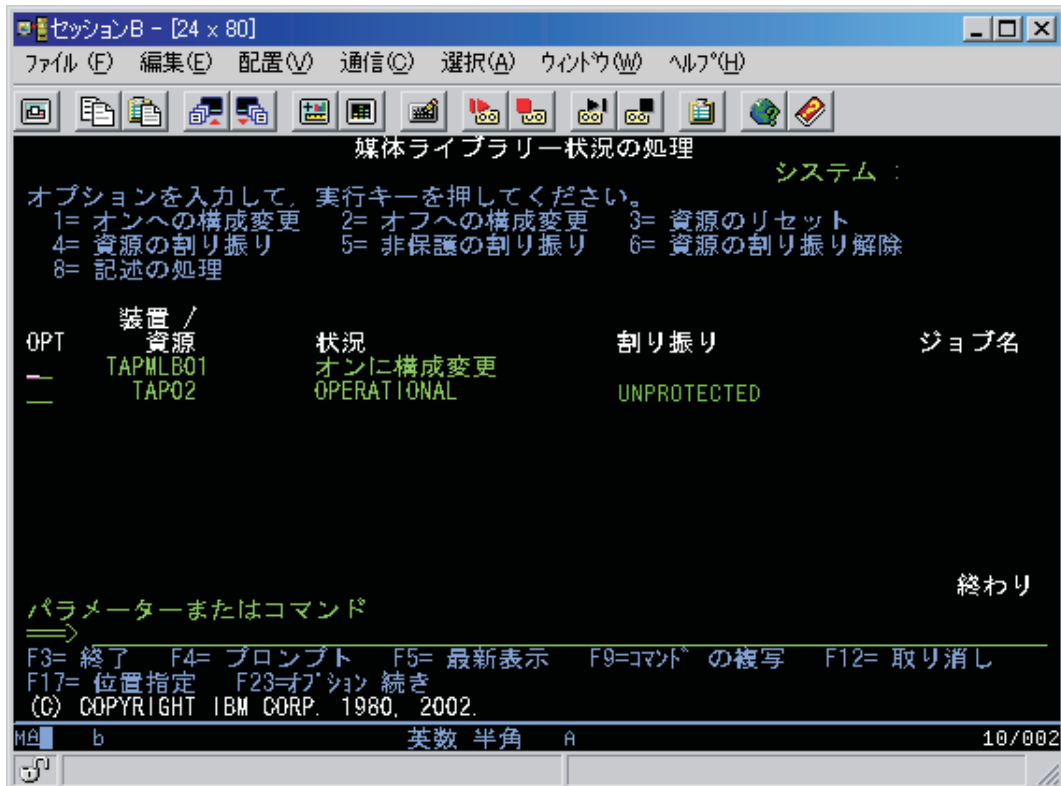 セッションB - [24 x 80]
ファイル (F) 編集(E) 配置(V) 通信(C) 選択(A) ウィンドウ(W) ヘルプ(H)
媒体ライブラリー状況の処理
システム :
オプションを入力して, 実行キーを押してください。
1= オンへの構成変更 2= オフへの構成変更 3= 資源のリセット
4= 資源の割り振り 5= 非保護の割り振り 6= 資源の割り振り解除
8= 記述の処理
装置 /
OPT 資源 状況 割り振り ジョブ名
TAPMLB01 オンに構成変更
TAP02 OPERATIONAL UNPROTECTED
終わり
パラメーターまたはコマンド
===>
F3= 終了 F4= プロンプト F5= 最新表示 F9=コマンド の複写 F12= 取り消し
F17= 位置指定 F23=オプション 続き
(C) COPYRIGHT IBM CORP. 1980, 2002.
MA b 英数 半角 A 10/002